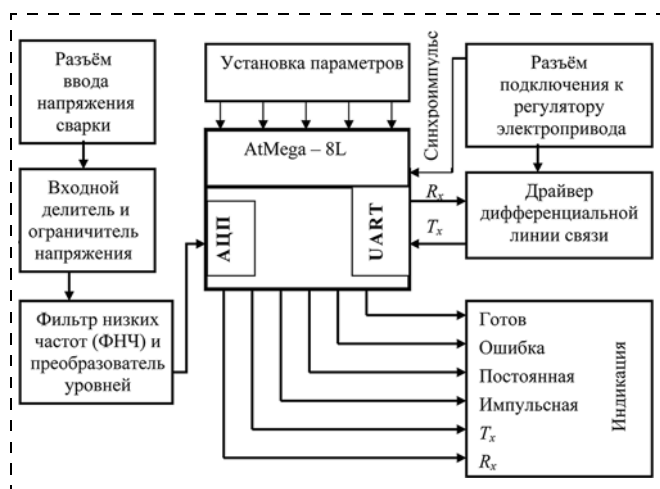 Разъём
ввода
напряжения
сварки
Входной
делитель и
ограничитель
напряжения
Фильтр низких
частот (ФНЧ) и
преобразователь
уровней
Установка параметров
AtMega – 8L
АЦП
UART
Синхроимпульс
Rx
Tx
Разъём
подключения к
регулятору
электропривода
Драйвер
дифференциальной
линии связи
Готов
Ошибка
Постоянная
Импульсная
Tx
Rx
Индикация